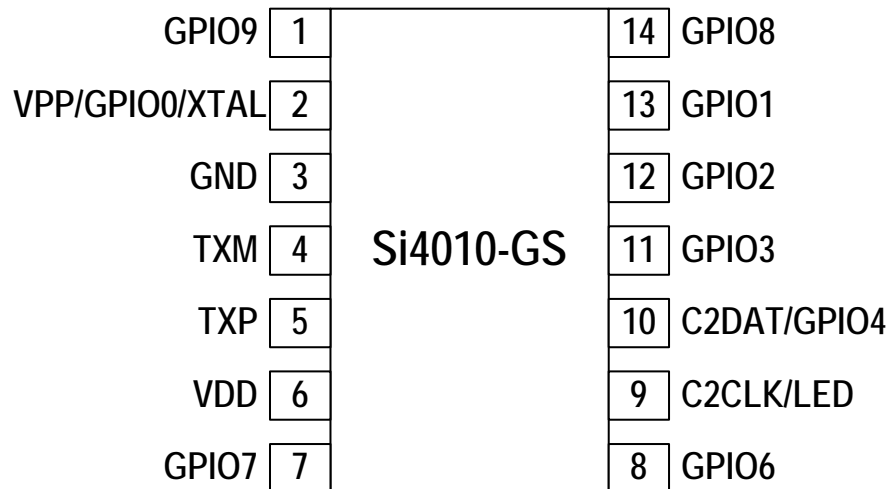 GPIO9 1 14 GPIO8
VPP/GPIO0/XTAL 2 13 GPIO1
GND 3 12 GPIO2
TXM 4 Si4010-GS 11 GPIO3
TXP 5 10 C2DAT/GPIO4
VDD 6 9 C2CLK/LED
GPIO7 7 8 GPIO6